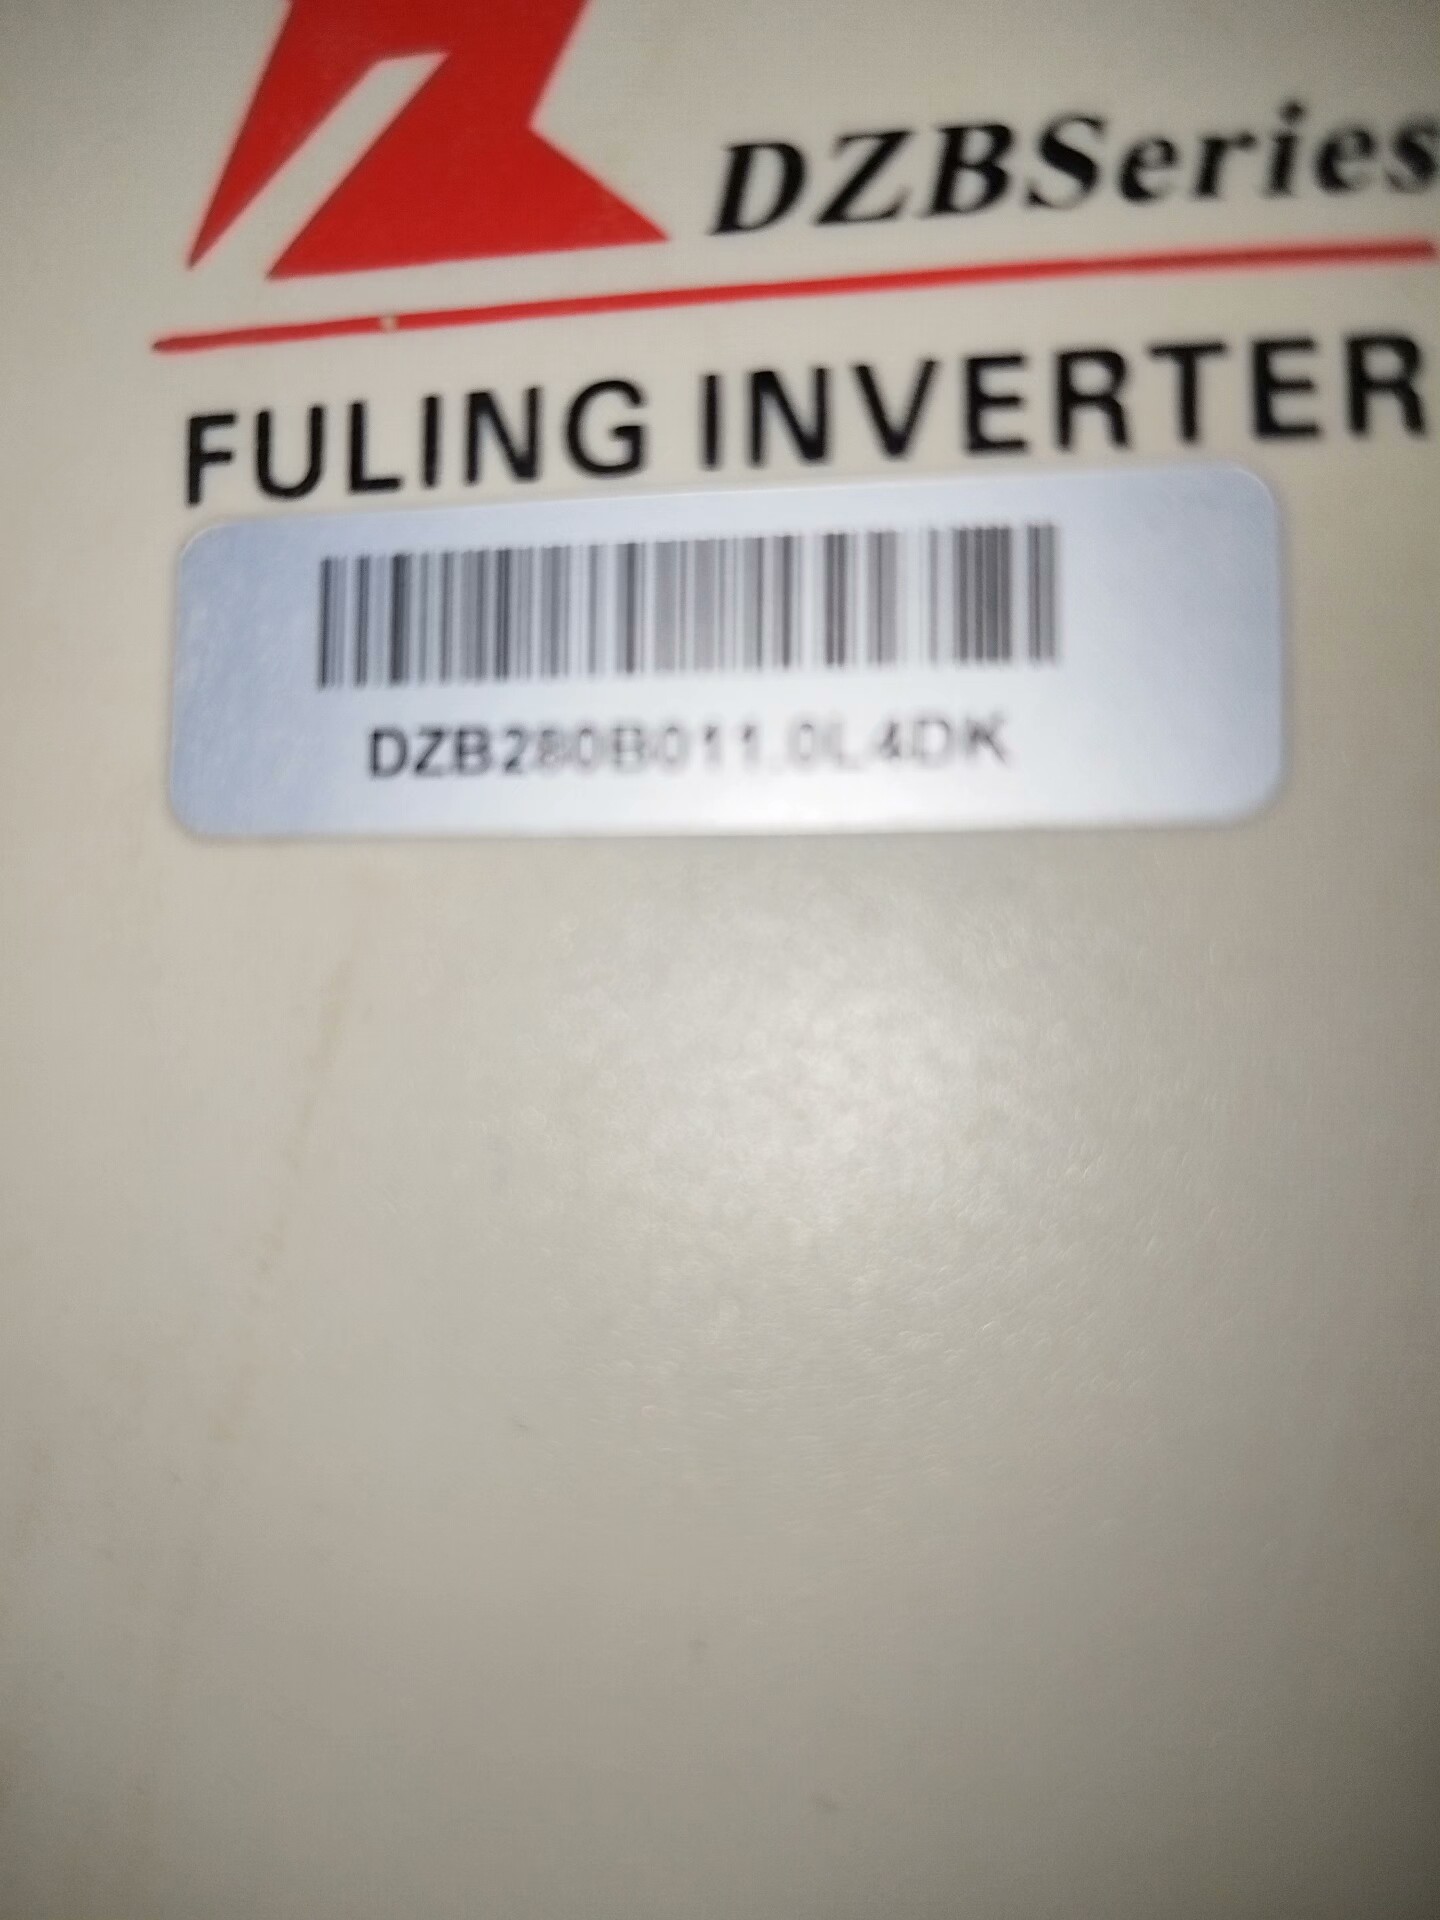 DZBSeries
FULING INVERTER
DZB280B011.0L4DK